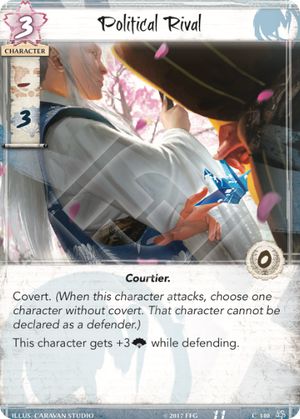 3
Political Rival
CHARACTER
–
3
0
Courtier.
Covert. (When this character attacks, choose one
character without covert. That character cannot be
declared as a defender.)
This character gets +3 while defending.
ILLUS: CARAVAN STUDIO
© 2017 FFG